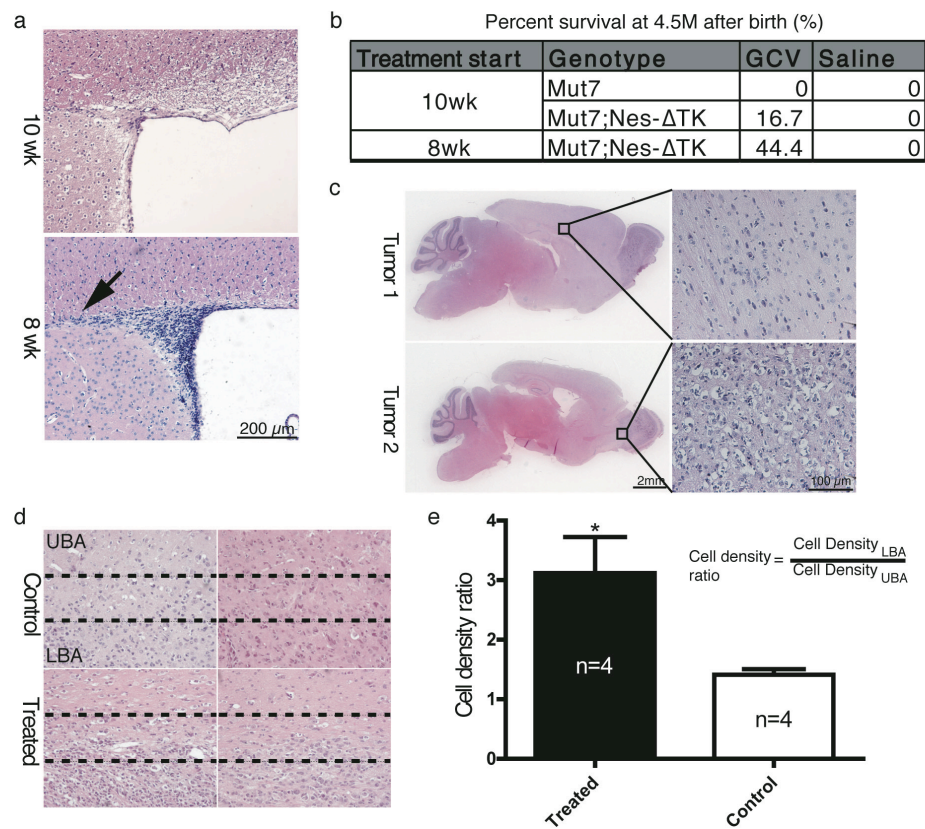 a
10 wk
8 wk
200 µm
b
Percent survival at 4.5M after birth (%)
Treatment start Genotype GCV Saline
10wk Mut7 0 0
Mut7;Nes-ΔTK 16.7 0
8wk Mut7;Nes-ΔTK 44.4 0
c
Tumor 1
Tumor 2
2mm
100 µm
d
UBA
Control
LBA
Treated
e
Cell density ratio
4
3
2
1
0
*
n=4
n=4
Treated
Control
Cell density ratio = Cell Density LBA
Cell Density UBA